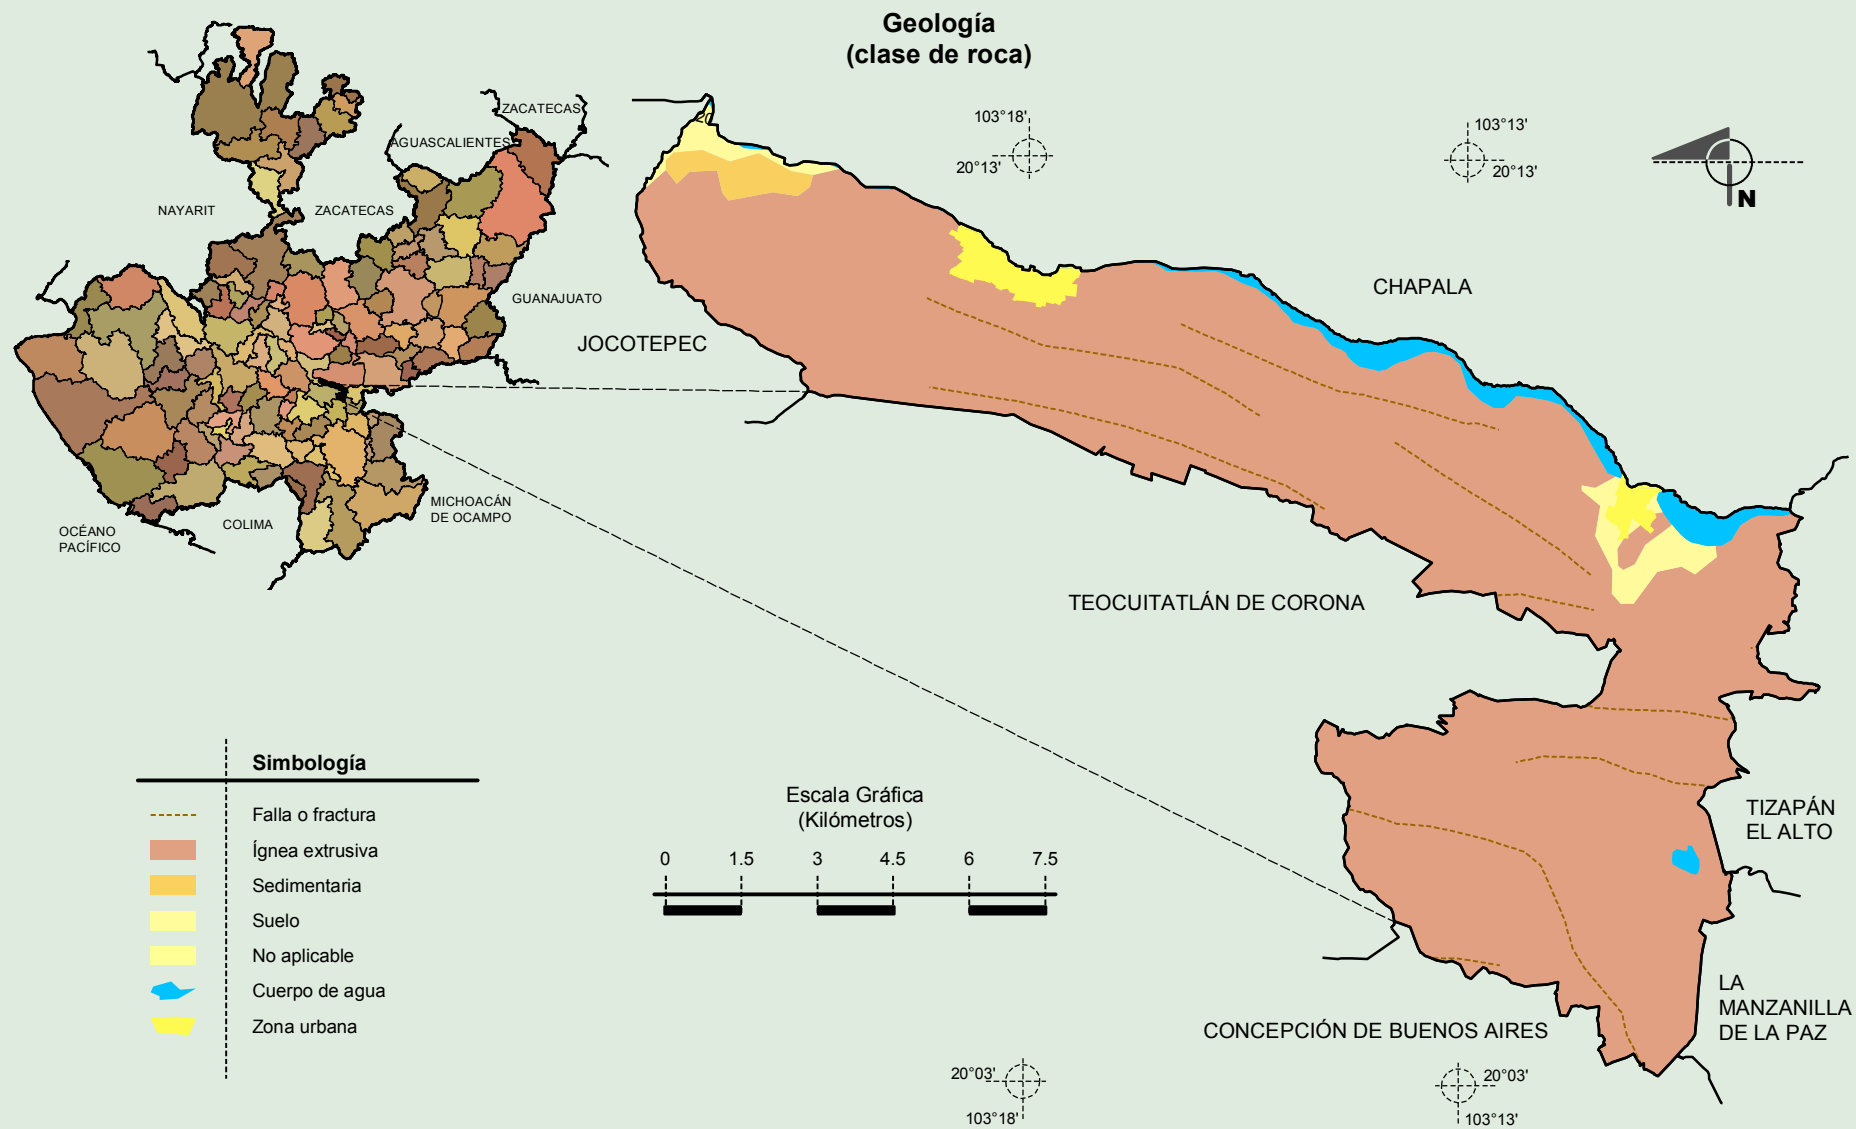 Geología
(clase de roca)
ZACATECAS
AGUASCALIENTES
NAYARIT
ZACATECAS
GUANAJUATO
OCÉANO
PACÍFICO
COLIMA
MICHOACÁN
DE OCAMPO
20
103°18'
20°13'
103°13'
20°13'
N
CHAPALA
JOCOTEPEC
TEOCUITATLÁN DE CORONA
TIZAPÁN
EL ALTO
LA
MANZANILLA
DE LA PAZ
CONCEPCIÓN DE BUENOS AIRES
Simbología
Falla o fractura
Ígnea extrusiva
Sedimentaria
Suelo
No aplicable
Cuerpo de agua
Zona urbana
Escala Gráfica
(Kilómetros)
0 1.5 3 4.5 6 7.5
20°03'
103°18'
20°03'
103°13'